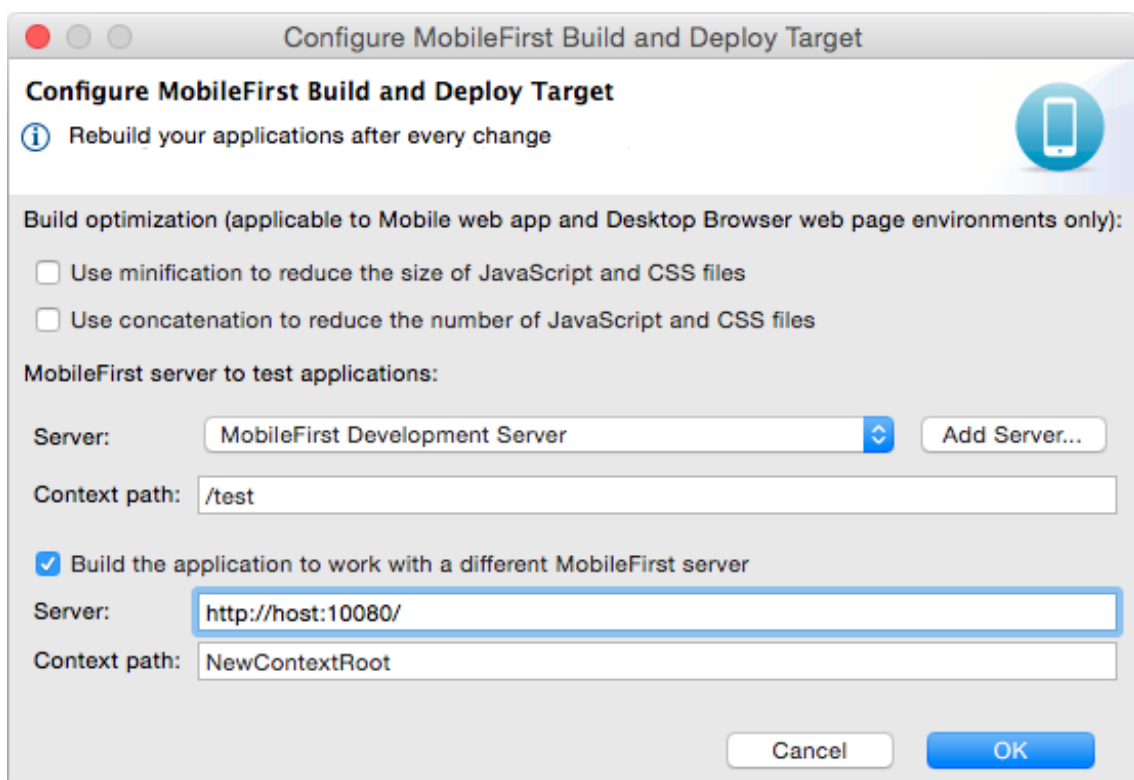 Configure MobileFirst Build and Deploy Target
Configure MobileFirst Build and Deploy Target
Rebuild your applications after every change
Build optimization (applicable to Mobile web app and Desktop Browser web page environments only):
Use minification to reduce the size of JavaScript and CSS files
Use concatenation to reduce the number of JavaScript and CSS files
MobileFirst server to test applications:
Server: MobileFirst Development Server Add Server...
Context path: /test
Build the application to work with a different MobileFirst server
Server: http://host:10080/
Context path: NewContextRoot
Cancel OK